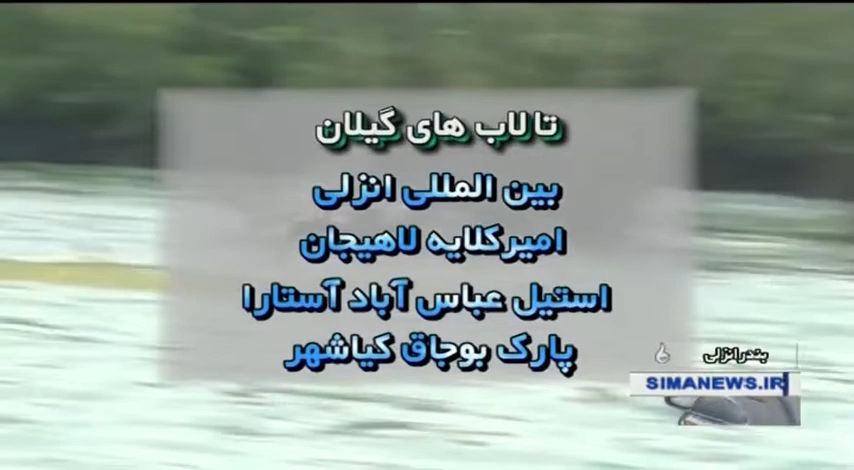 تالاب های گیلان
بین المللی انزلی
امیرکلایه لاهیجان
استیل عباس آباد آستارا
پارک بوجاق کیاشهر
بندرانزلی
SIMANEWS.IR